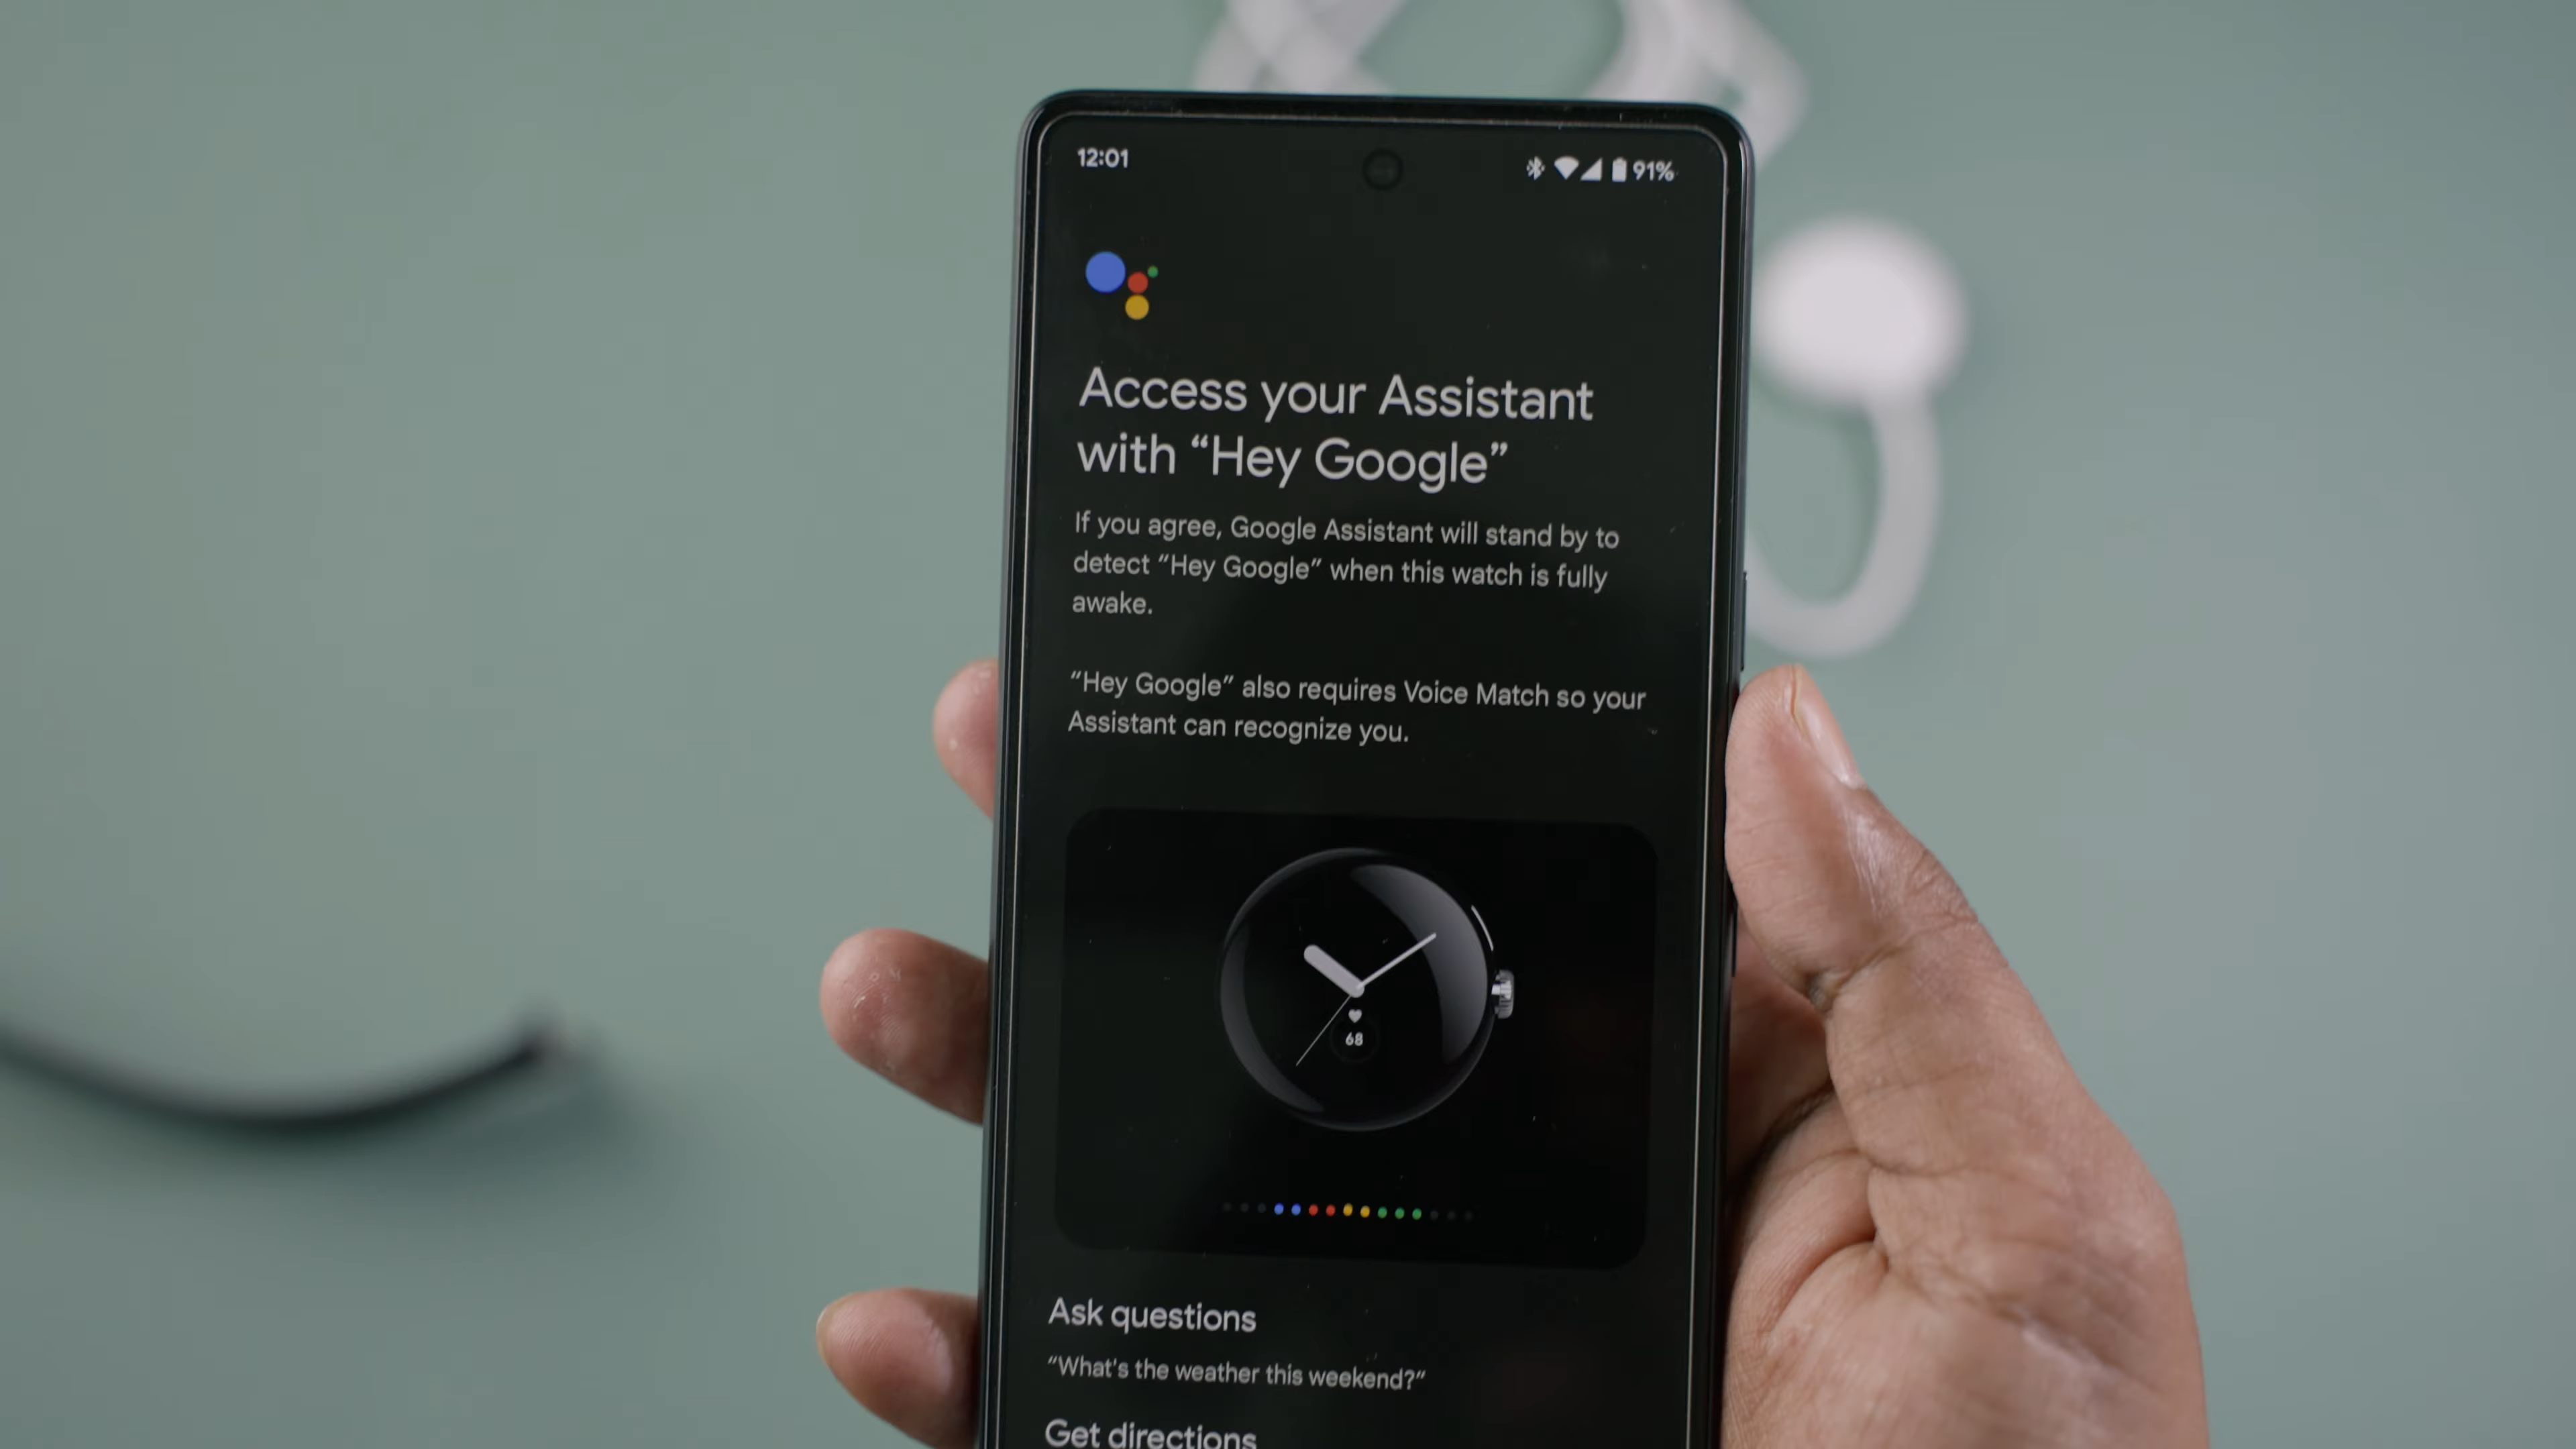 12:01
91%
Access your Assistant
with “Hey Google”
If you agree, Google Assistant will stand by to
detect “Hey Google” when this watch is fully
awake.
“Hey Google” also requires Voice Match so your
Assistant can recognize you.
68
Ask questions
“What's the weather this weekend?”
Get directions